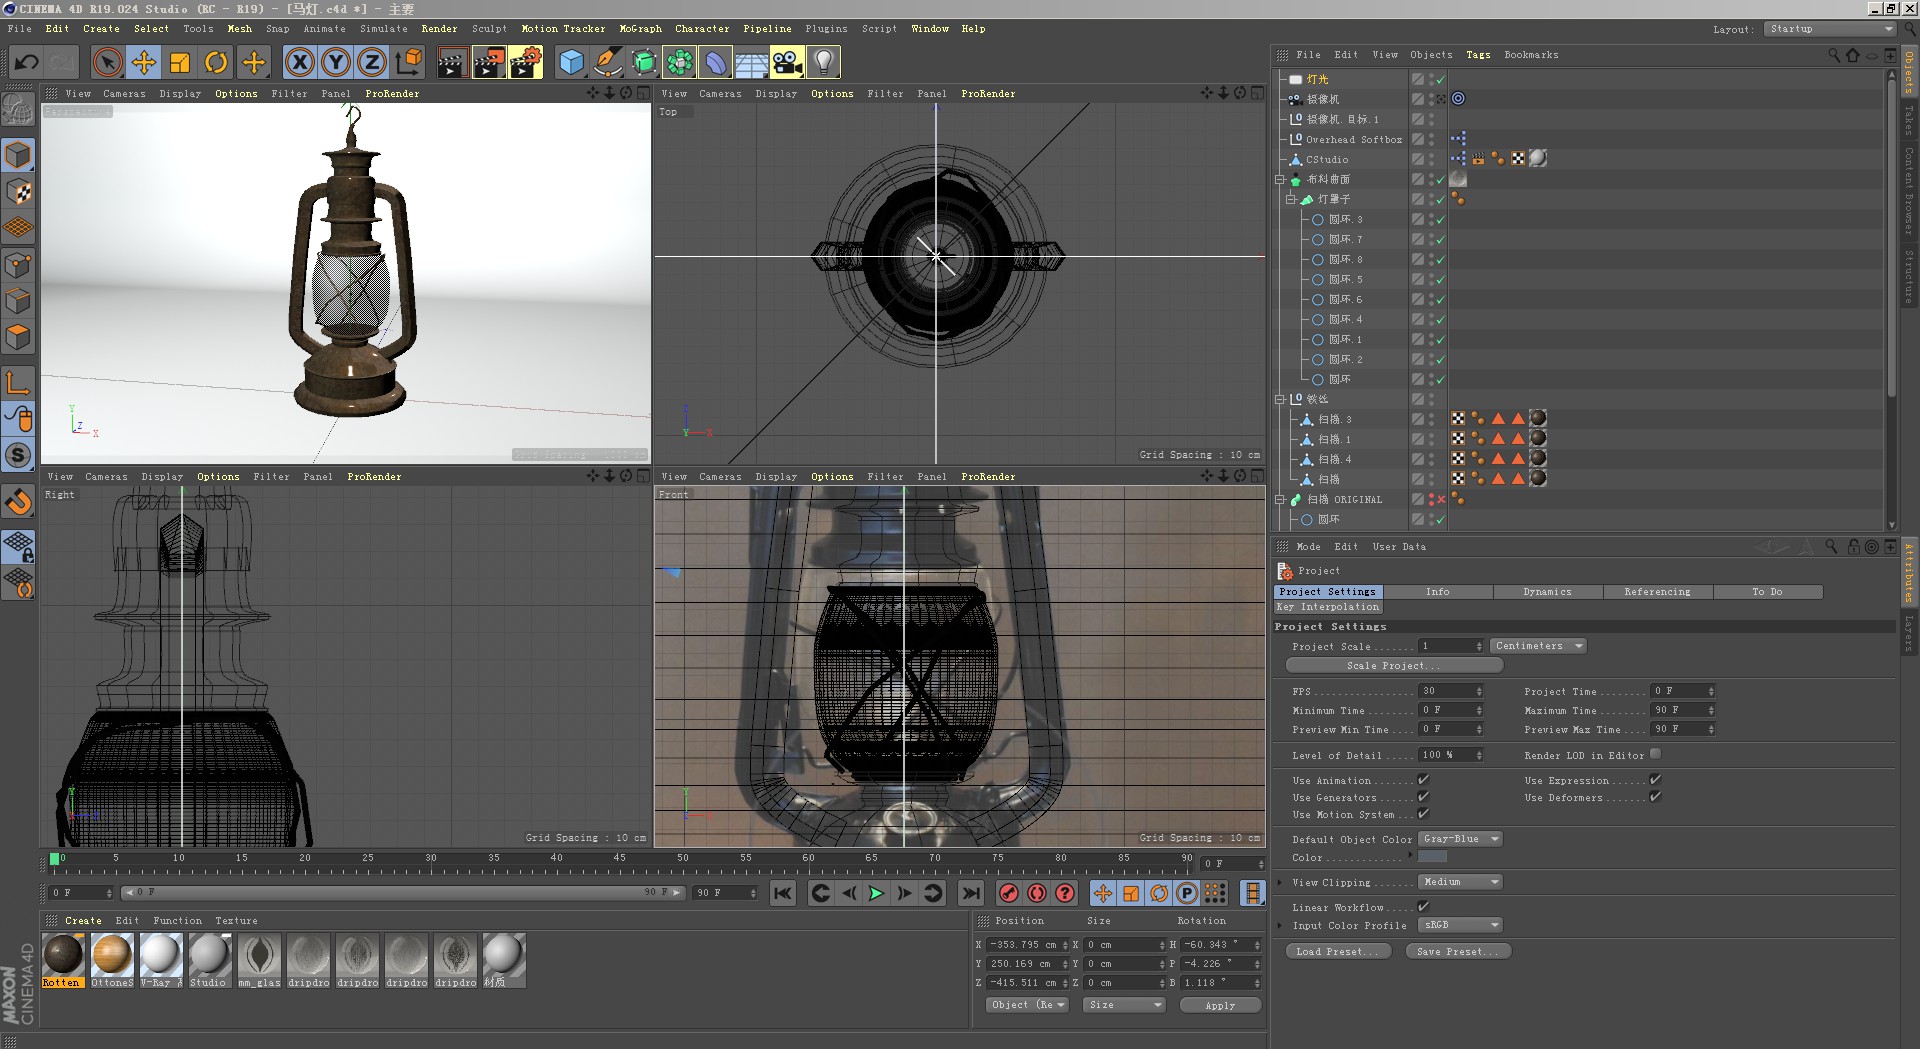 CINEMA 4D R19.024 Studio (RC - R19) - [马灯.c4d *] - 主要
File Edit Create Select Tools Mesh Snap Animate Simulate Render Sculpt Motion Tracker MoGraph Character Pipeline Plugins Script Window Help
Layout: Startup
X Y Z
File Edit View Objects Tags Bookmarks
View Cameras Display Options Filter Panel ProRender
View Cameras Display Options Filter Panel ProRender
Top
Grid Spacing : 10 cm
View Cameras Display Options Filter Panel ProRender
View Cameras Display Options Filter Panel ProRender
Right
Front
Grid Spacing : 10 cm
Grid Spacing : 10 cm
灯光
摄像机
摄像机.目标.1
Overhead Softbox
CStudio
布料曲面
灯罩子
圆环.3
圆环.7
圆环.8
圆环.5
圆环.6
圆环.4
圆环.1
圆环.2
圆环
铁丝
扫描.3
扫描.1
扫描.4
扫描
扫描 ORIGINAL
圆环
Objects
Takes
Content Browser
Structure
Mode Edit User Data
Project
Project Settings Info Dynamics Referencing To Do
Key Interpolation
Project Settings
Project Scale 1 Centimeters
Scale Project...
FPS 30 Project Time 0 F
Minimum Time 0 F Maximum Time 90 F
Preview Min Time 0 F Preview Max Time 90 F
Level of Detail 100 % Render LOD in Editor
Use Animation Use Expression
Use Generators Use Deformers
Use Motion System
Default Object Color Gray-Blue
Color
View Clipping Medium
Linear Workflow
Input Color Profile sRGB
Load Preset... Save Preset...
Attributes
Layers
0 5 10 15 20 25 30 35 40 45 50 55 60 65 70 75 80 85 90 0 F
0 F 0 F 90 F 90 F
Create Edit Function Texture
Rotten OttoneS V-Ray Studio mm_glas dripdro dripdro dripdro dripdro 材质
Position Size Rotation
X -353.795 cm X 0 cm H -60.343 °
Y 250.169 cm Y 0 cm P -4.226 °
Z -415.511 cm Z 0 cm B 1.118 °
Object (Re Size Apply
MAXON
CINEMA4D